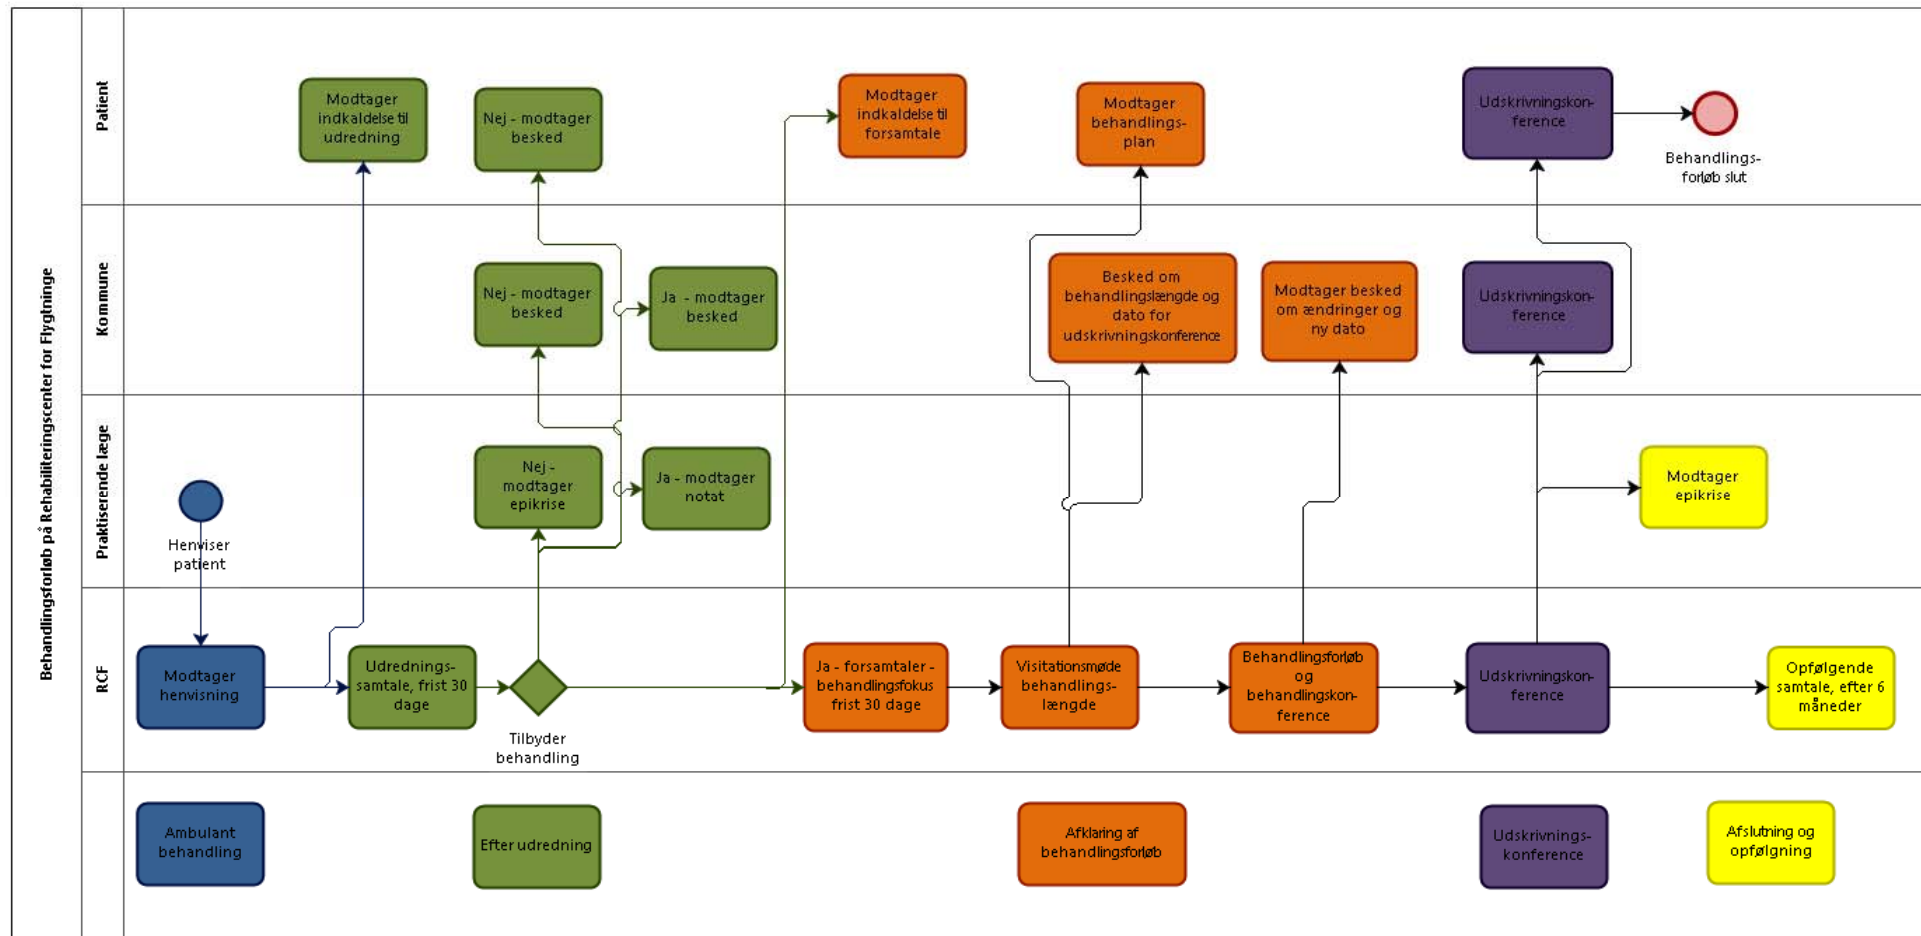 Behandlingsforløb på Rehabiliteringscenter for Flygtninge
Patient
Modtager
indkaldelse til
udredning
Nej - modtager
besked
Modtager
indkaldelse til
forsamtale
Modtager
behandlings-
plan
Udskrivningskon-
ference
Behandlings-
forløb slut
Kommune
Nej - modtager
besked
Ja - modtager
besked
Besked om
behandlingslængde og
dato for
udskrivningskonference
Modtager besked
om ændringer og
ny dato
Udskrivningskon-
ference
Praktiserende læge
Henviser
patient
Nej -
modtager
epikrise
Ja - modtager
notat
Modtager
epikrise
RCF
Modtager
henvisning
Udrednings-
samtale, frist 30
dage
Tilbyder
behandling
Ja - forsamtaler -
behandlingsfokus
frist 30 dage
Visitationsmøde
behandlings-
længde
Behandlingsforløb
og
behandlingskon-
ference
Udskrivningskon-
ference
Opfølgende
samtale, efter 6
måneder
Ambulant
behandling
Efter udredning
Afklaring af
behandlingsforløb
Udskrivnings-
konference
Afslutning og
opfølgning